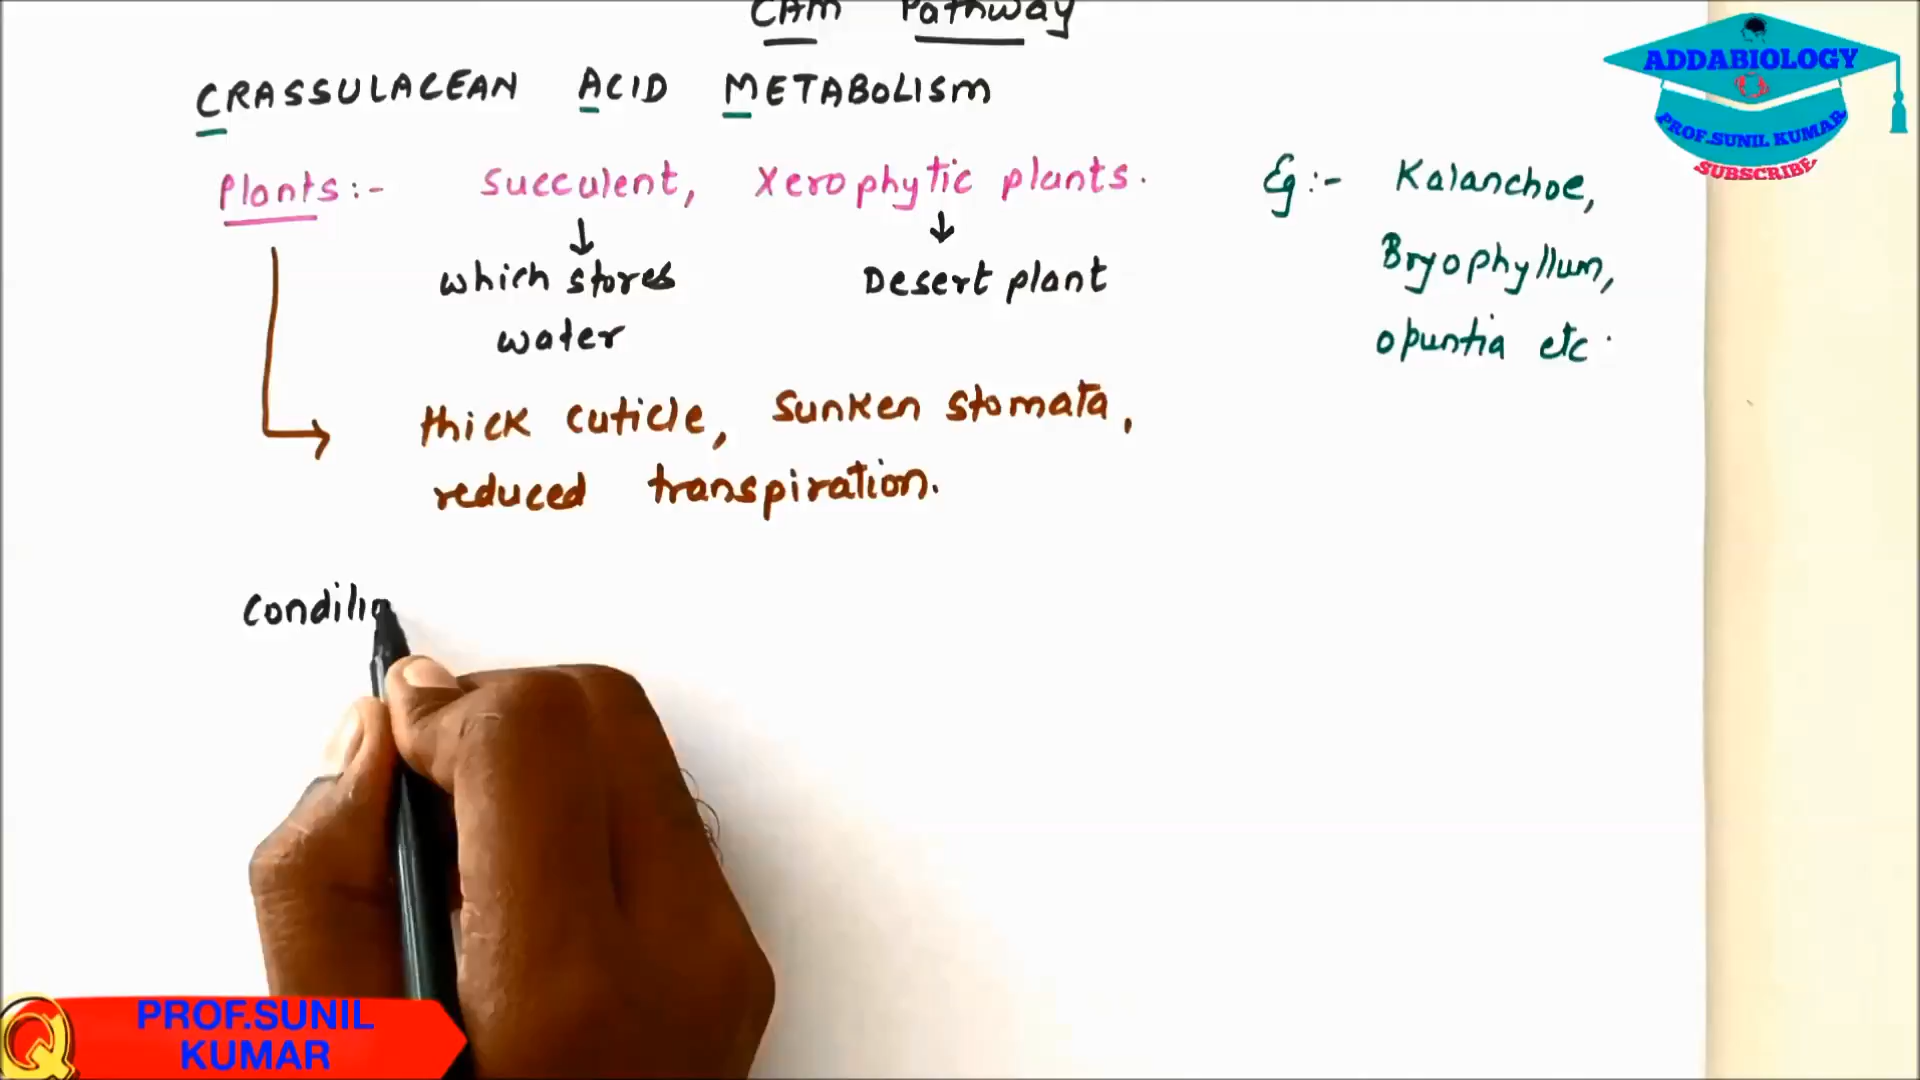 CAM Pathway
CRASSULACEAN ACID METABOLISM
Plants:- Succulent, Xerophytic plants.
which stores
water
Desert plant
Eg:- Kalanchoe,
Bryophyllum,
opuntia etc.
thick cuticle, Sunken stomata,
reduced transpiration.
Conditio
ADDABIOLOGY
PROF.SUNIL KUMAR
SUBSCRIBE
PROF.SUNIL
KUMAR